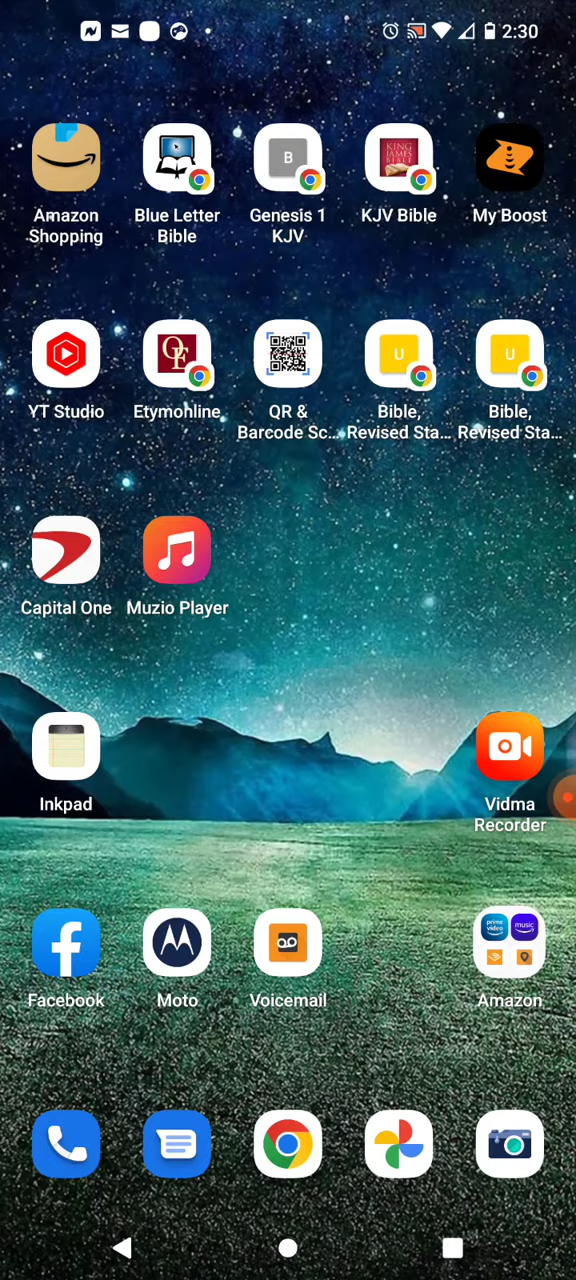 2:30
Amazon Shopping
Blue Letter Bible
B
Genesis 1 KJV
KING JAMES BIBLE
KJV Bible
My Boost
YT Studio
OE
Etymonline
QR & Barcode Sc...
U
Bible, Revised Sta...
U
Bible, Revised Sta...
Capital One
Muzio Player
Inkpad
Vidma Recorder
Facebook
Moto
Voicemail
prime video
music
Amazon